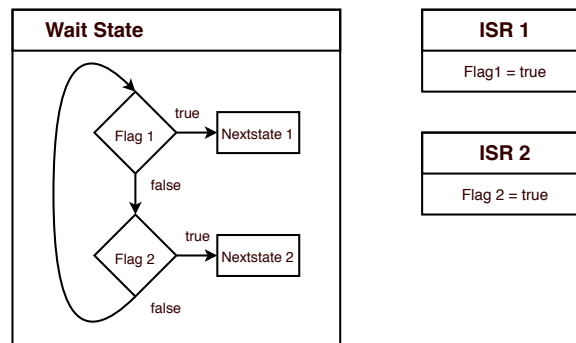 Wait State
Flag 1
true
Nextstate 1
false
Flag 2
true
Nextstate 2
false
ISR 1
Flag1 = true
ISR 2
Flag 2 = true